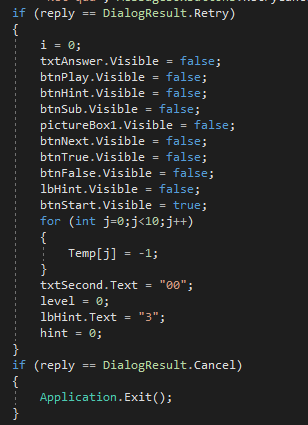 if (reply == DialogResult.Retry)
{
i = 0;
txtAnswer.Visible = false;
btnPlay.Visible = false;
btnHint.Visible = false;
btnSub.Visible = false;
pictureBox1.Visible = false;
btnNext.Visible = false;
btnTrue.Visible = false;
btnFalse.Visible = false;
lbHint.Visible = false;
btnStart.Visible = true;
for (int j=0;j<10;j++)
{
Temp[j] = -1;
}
txtSecond.Text = "00";
level = 0;
lbHint.Text = "3";
hint = 0;
}
if (reply == DialogResult.Cancel)
{
Application.Exit();
}